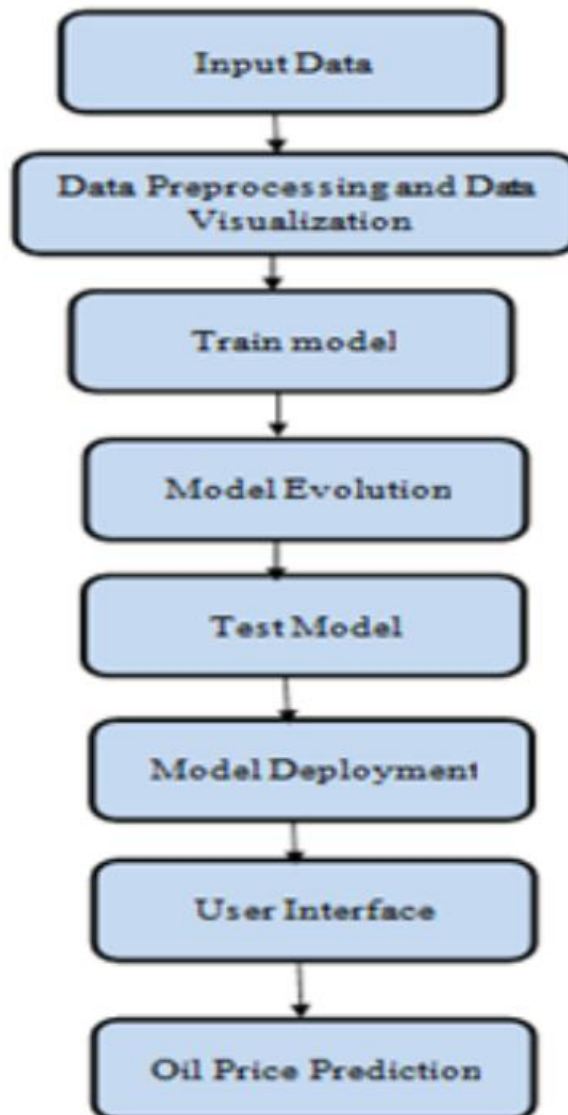 Input Data
Data Preprocessing and Data
Visualization
Train model
Model Evolution
Test Model
Model Deployment
User Interface
Oil Price Prediction